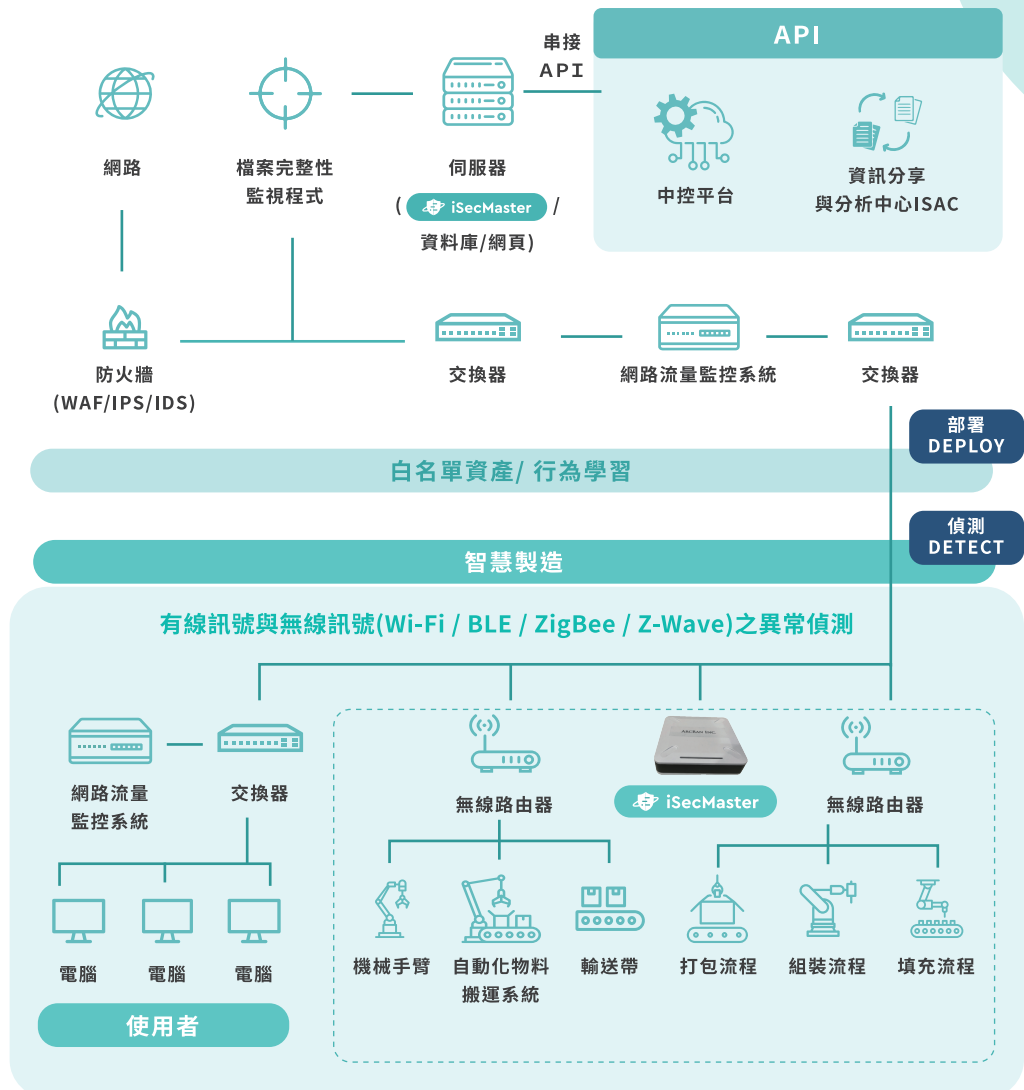 API
串接
API
網路
檔案完整性
監視程式
伺服器
( iSecMaster /
資料庫/網頁)
中控平台
資訊分享
與分析中心ISAC
防火牆
(WAF/IPS/IDS)
交換器
網路流量監控系統
交換器
部署
DEPLOY
白名單資產/ 行為學習
偵測
DETECT
智慧製造
有線訊號與無線訊號(Wi-Fi / BLE / ZigBee / Z-Wave)之異常偵測
網路流量
監控系統
交換器
無線路由器
iSecMaster
無線路由器
電腦
電腦
電腦
使用者
機械手臂
自動化物料
搬運系統
輸送帶
打包流程
組裝流程
填充流程